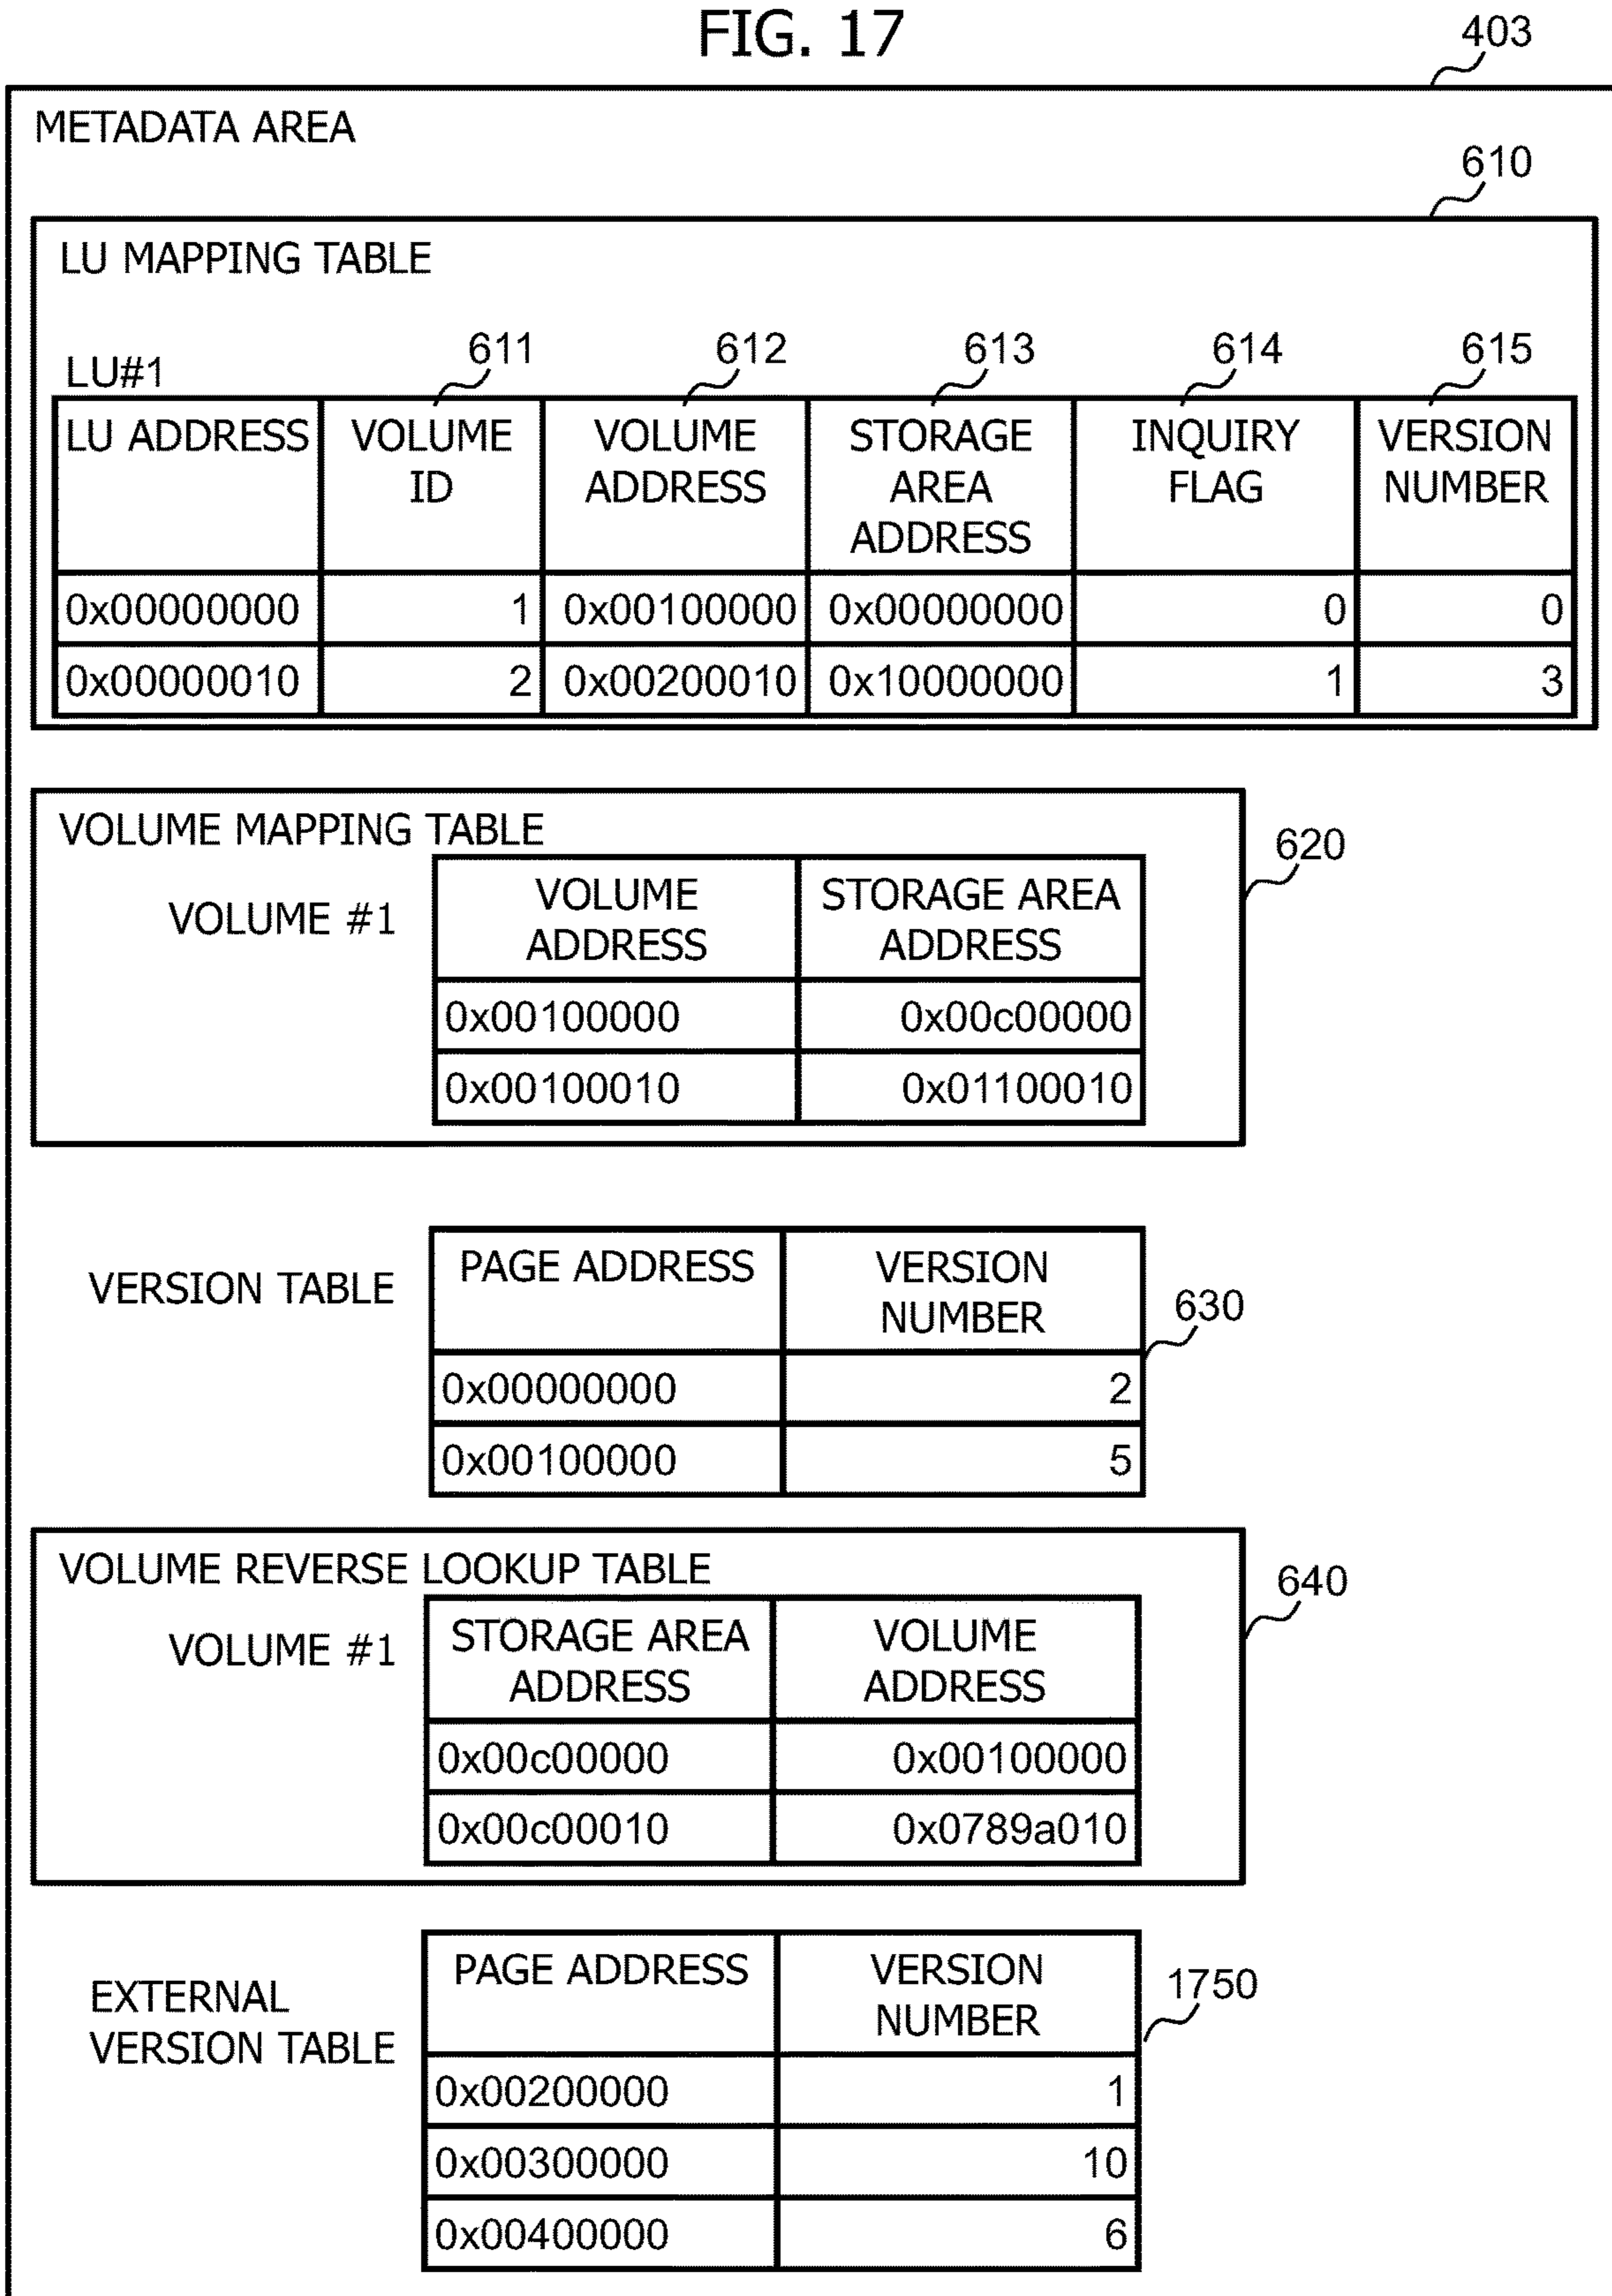 FIG. 17
403
METADATA AREA
610
LU MAPPING TABLE
LU#1
611
612
613
614
615
LU ADDRESS
VOLUME
ID
VOLUME
ADDRESS
STORAGE
AREA
ADDRESS
INQUIRY
FLAG
VERSION
NUMBER
0x00000000 1 0x00100000 0x00000000 0 0
0x00000010 2 0x00200010 0x10000000 1 3
VOLUME MAPPING TABLE
620
VOLUME #1
VOLUME
ADDRESS
STORAGE AREA
ADDRESS
0x00100000 0x00c00000
0x00100010 0x01100010
VERSION TABLE
PAGE ADDRESS
VERSION
NUMBER
630
0x00000000 2
0x00100000 5
VOLUME REVERSE LOOKUP TABLE
640
VOLUME #1
STORAGE AREA
ADDRESS
VOLUME
ADDRESS
0x00c00000 0x00100000
0x00c00010 0x0789a010
EXTERNAL
VERSION TABLE
PAGE ADDRESS
VERSION
NUMBER
1750
0x00200000 1
0x00300000 10
0x00400000 6